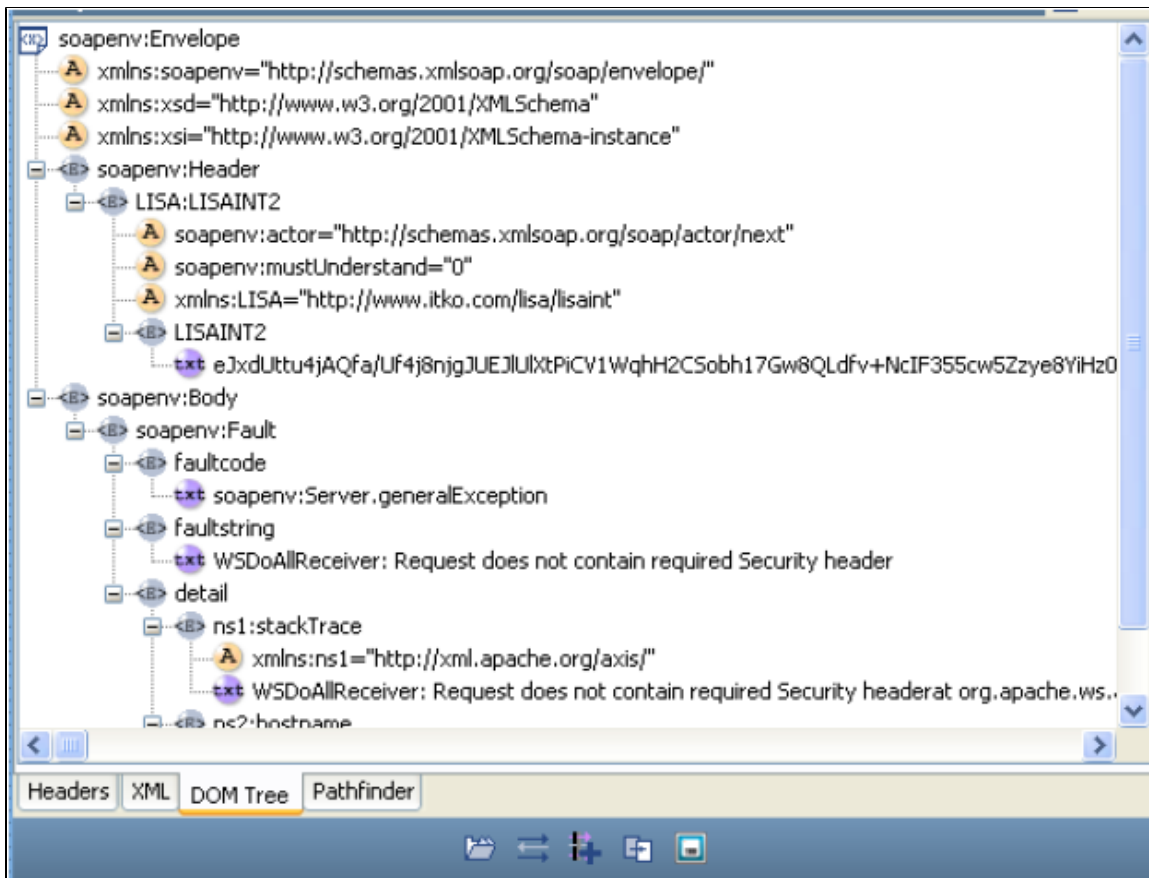 soapenv:Envelope
A xmlns:soapenv="http://schemas.xmlsoap.org/soap/envelope/"
A xmlns:xsd="http://www.w3.org/2001/XMLSchema"
A xmlns:xsi="http://www.w3.org/2001/XMLSchema-instance"
<E> soapenv:Header
<E> LISA:LISAINT2
A soapenv:actor="http://schemas.xmlsoap.org/soap/actor/next"
A soapenv:mustUnderstand="0"
A xmlns:LISA="http://www.itko.com/lisa/lisaint"
<E> LISAINT2
txt
<E> soapenv:Body
<E> soapenv:Fault
<E> faultcode
txt soapenv:Server.generalException
<E> faultstring
txt WSDoAllReceiver: Request does not contain required Security header
<E> detail
<E> ns1:stackTrace
A xmlns:ns1="http://xml.apache.org/axis/"
txt WSDoAllReceiver: Request does not contain required Security headerat org.apache.ws.
<E> ns2:hostname
Headers XML DOM Tree Pathfinder